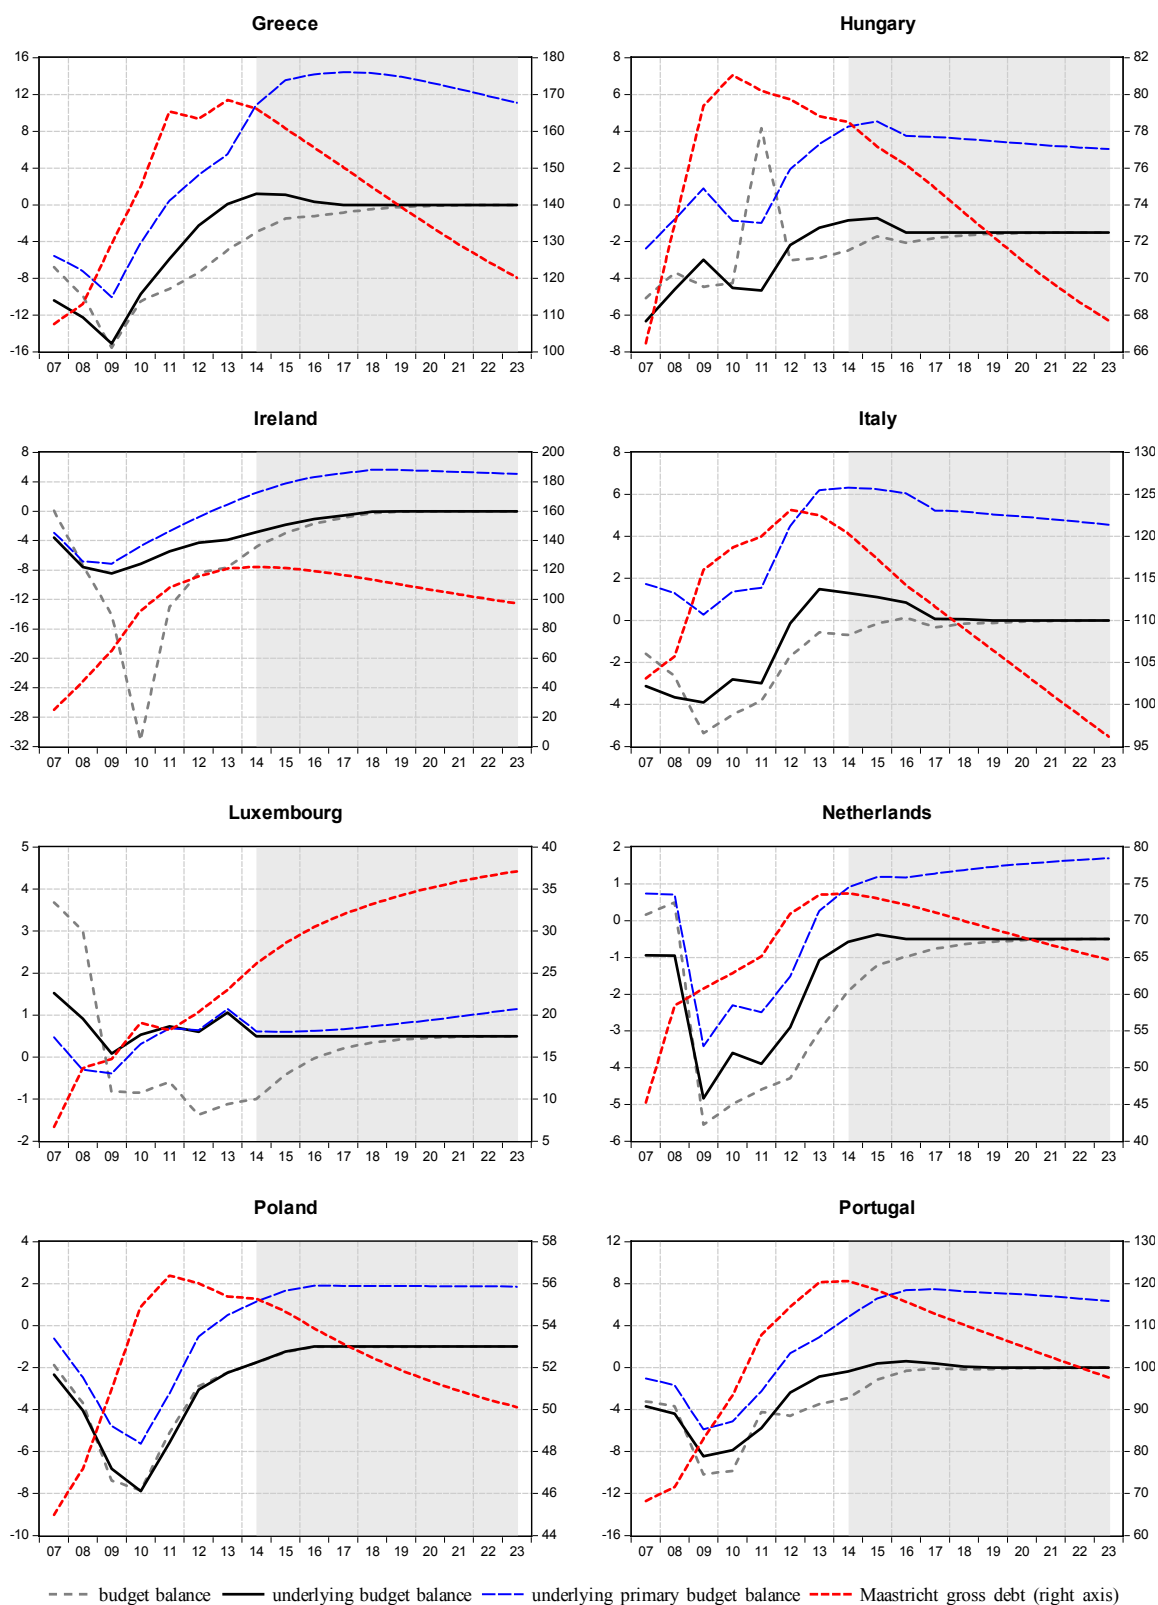 Greece
Hungary
16 12 8 4 0 -4 -8 -12 -16
180 170 160 150 140 130 120 110 100
07 08 09 10 11 12 13 14 15 16 17 18 19 20 21 22 23
8 6 4 2 0 -2 -4 -6 -8
82 80 78 76 74 72 70 68 66
07 08 09 10 11 12 13 14 15 16 17 18 19 20 21 22 23
Ireland
Italy
8 4 0 -4 -8 -12 -16 -20 -24 -28 -32
200 180 160 140 120 100 80 60 40 20 0
07 08 09 10 11 12 13 14 15 16 17 18 19 20 21 22 23
8 6 4 2 0 -2 -4 -6
130 125 120 115 110 105 100 95
07 08 09 10 11 12 13 14 15 16 17 18 19 20 21 22 23
Luxembourg
Netherlands
5 4 3 2 1 0 -1 -2
40 35 30 25 20 15 10 5
07 08 09 10 11 12 13 14 15 16 17 18 19 20 21 22 23
2 1 0 -1 -2 -3 -4 -5 -6
80 75 70 65 60 55 50 45 40
07 08 09 10 11 12 13 14 15 16 17 18 19 20 21 22 23
Poland
Portugal
4 2 0 -2 -4 -6 -8 -10
58 56 54 52 50 48 46 44
07 08 09 10 11 12 13 14 15 16 17 18 19 20 21 22 23
12 8 4 0 -4 -8 -12 -16
130 120 110 100 90 80 70 60
07 08 09 10 11 12 13 14 15 16 17 18 19 20 21 22 23
budget balance underlying budget balance underlying primary budget balance Maastricht gross debt (right axis)